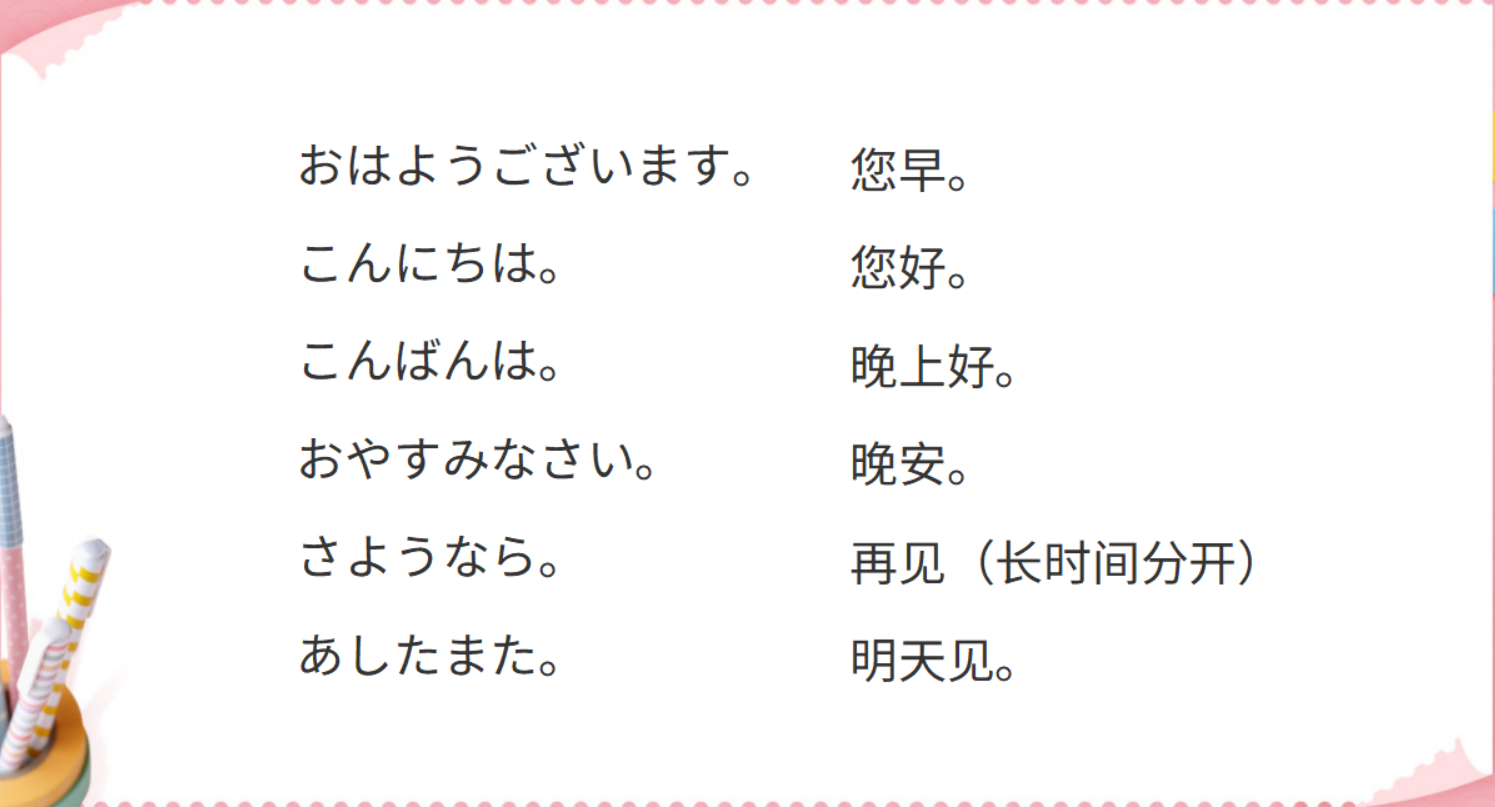 おはようございます。 您早。
こんにちは。 您好。
こんばんは。 晚上好。
おやすみなさい。 晚安。
さようなら。 再见（长时间分开）
あしたまた。 明天见。